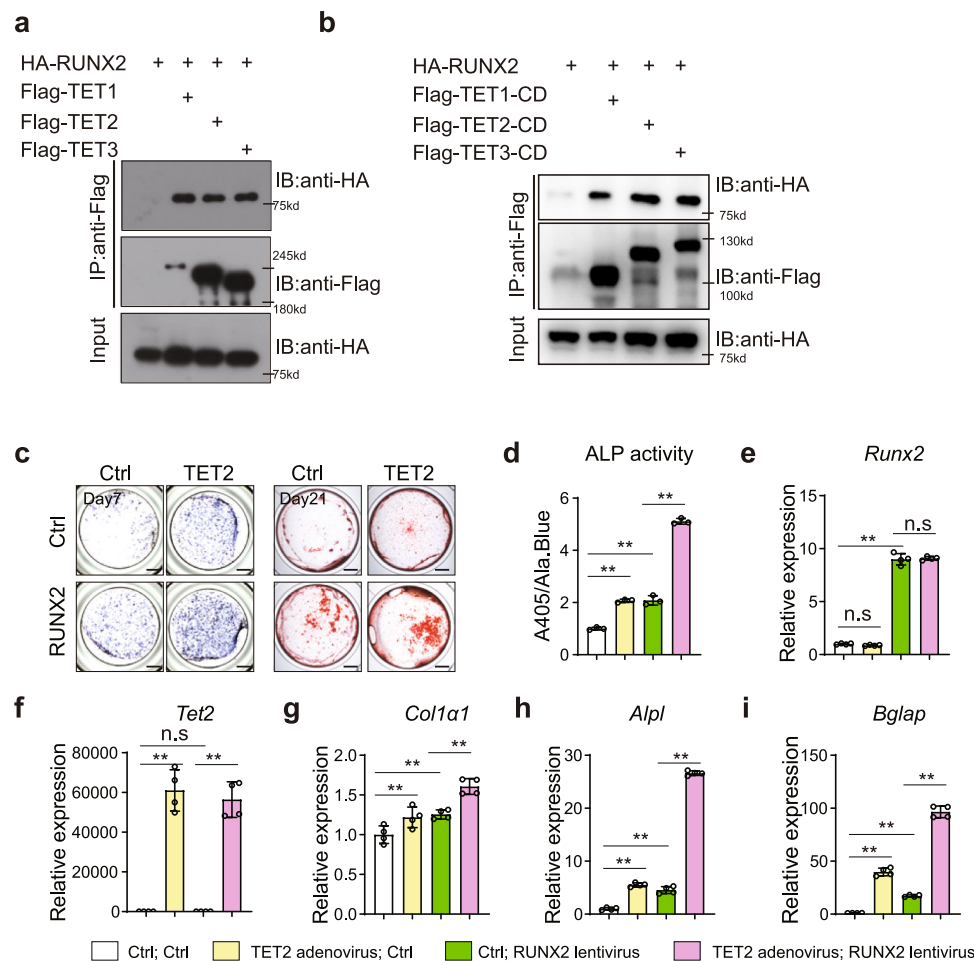 a
HA-RUNX2 + + + +
Flag-TET1 +
Flag-TET2 +
Flag-TET3 +
IP:anti-Flag
IB:anti-HA
75kd
245kd
IB:anti-Flag
180kd
Input
IB:anti-HA
75kd
b
HA-RUNX2 + + + +
Flag-TET1-CD +
Flag-TET2-CD +
Flag-TET3-CD +
IP:anti-Flag
IB:anti-HA
75kd
130kd
IB:anti-Flag
100kd
Input
IB:anti-HA
75kd
c
Ctrl TET2 Ctrl TET2
Day7 Day21
Ctrl
RUNX2
d
ALP activity
A405/Ala.Blue
6
4
2
0
**
**
**
e
Runx2
Relative expression
15
10
5
0
n.s
**
n.s
f
Tet2
Relative expression
80000
60000
40000
20000
0
n.s
** **
g
Col1α1
Relative expression
2.0
1.5
1.0
0.5
0.0
**
**
**
h
Alpl
Relative expression
30
20
10
0
**
**
**
i
Bglap
Relative expression
150
100
50
0
**
**
**
Ctrl; Ctrl TET2 adenovirus; Ctrl Ctrl; RUNX2 lentivirus TET2 adenovirus; RUNX2 lentivirus